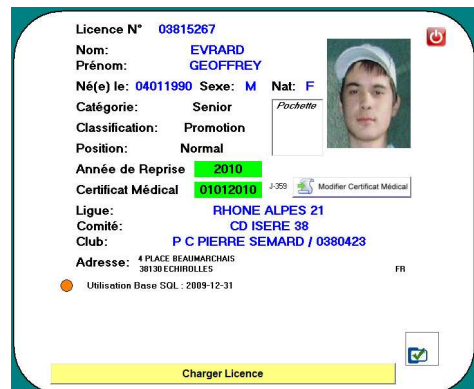 Licence N° 03815267
Nom: EVRARD
Prénom: GEOFFREY
Né(e) le: 04011990 Sexe: M Nat: F
Catégorie: Senior
Pochette
Classification: Promotion
Position: Normal
Année de Reprise 2010
Certificat Médical 01012010 J-359 Modifier Certificat Médical
Ligue: RHONE ALPES 21
Comité: CD ISERE 38
Club: P C PIERRE SEMARD / 0380423
Adresse: 4 PLACE BEAUMARCHAIS
38130 ECHIROLLES FR
Utilisation Base SQL : 2009-12-31
Charger Licence